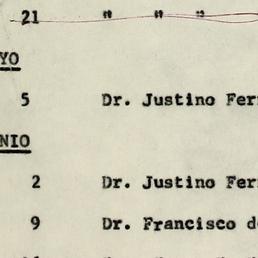 21 " " "
YO
5 Dr. Justino Fer
NIO
2 Dr. Justino Fer
9 Dr. Francisco d